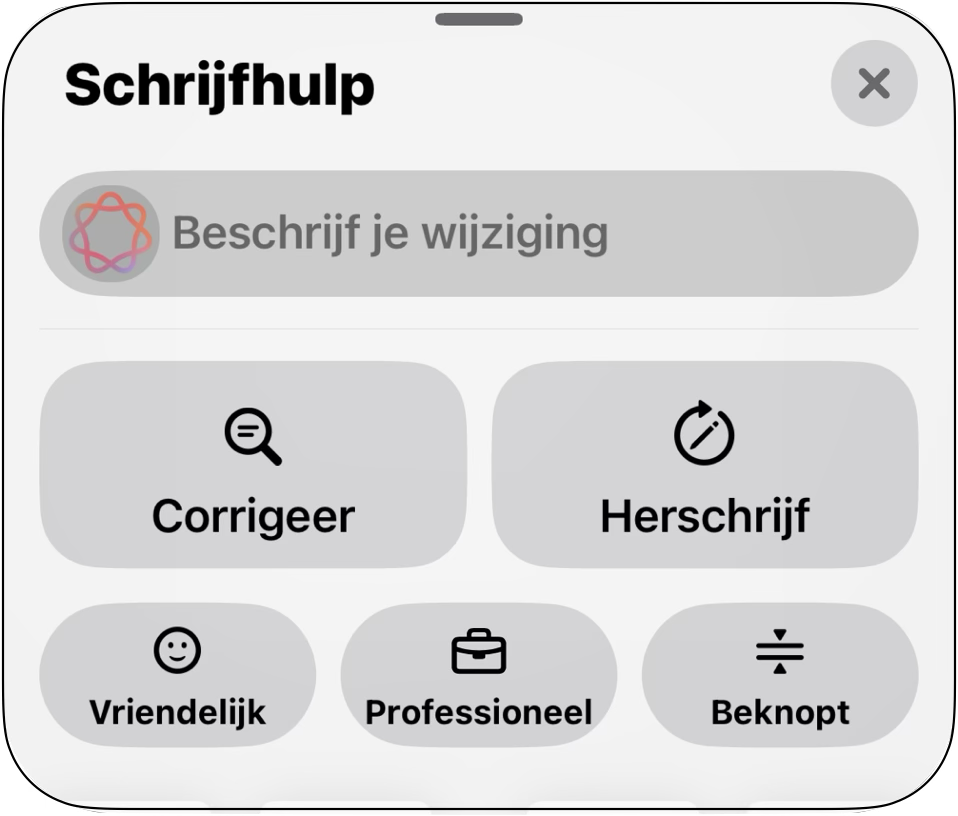 Schrijfhulp
Beschrijf je wijziging
Corrigeer
Herschrijf
Vriendelijk
Professioneel
Beknopt